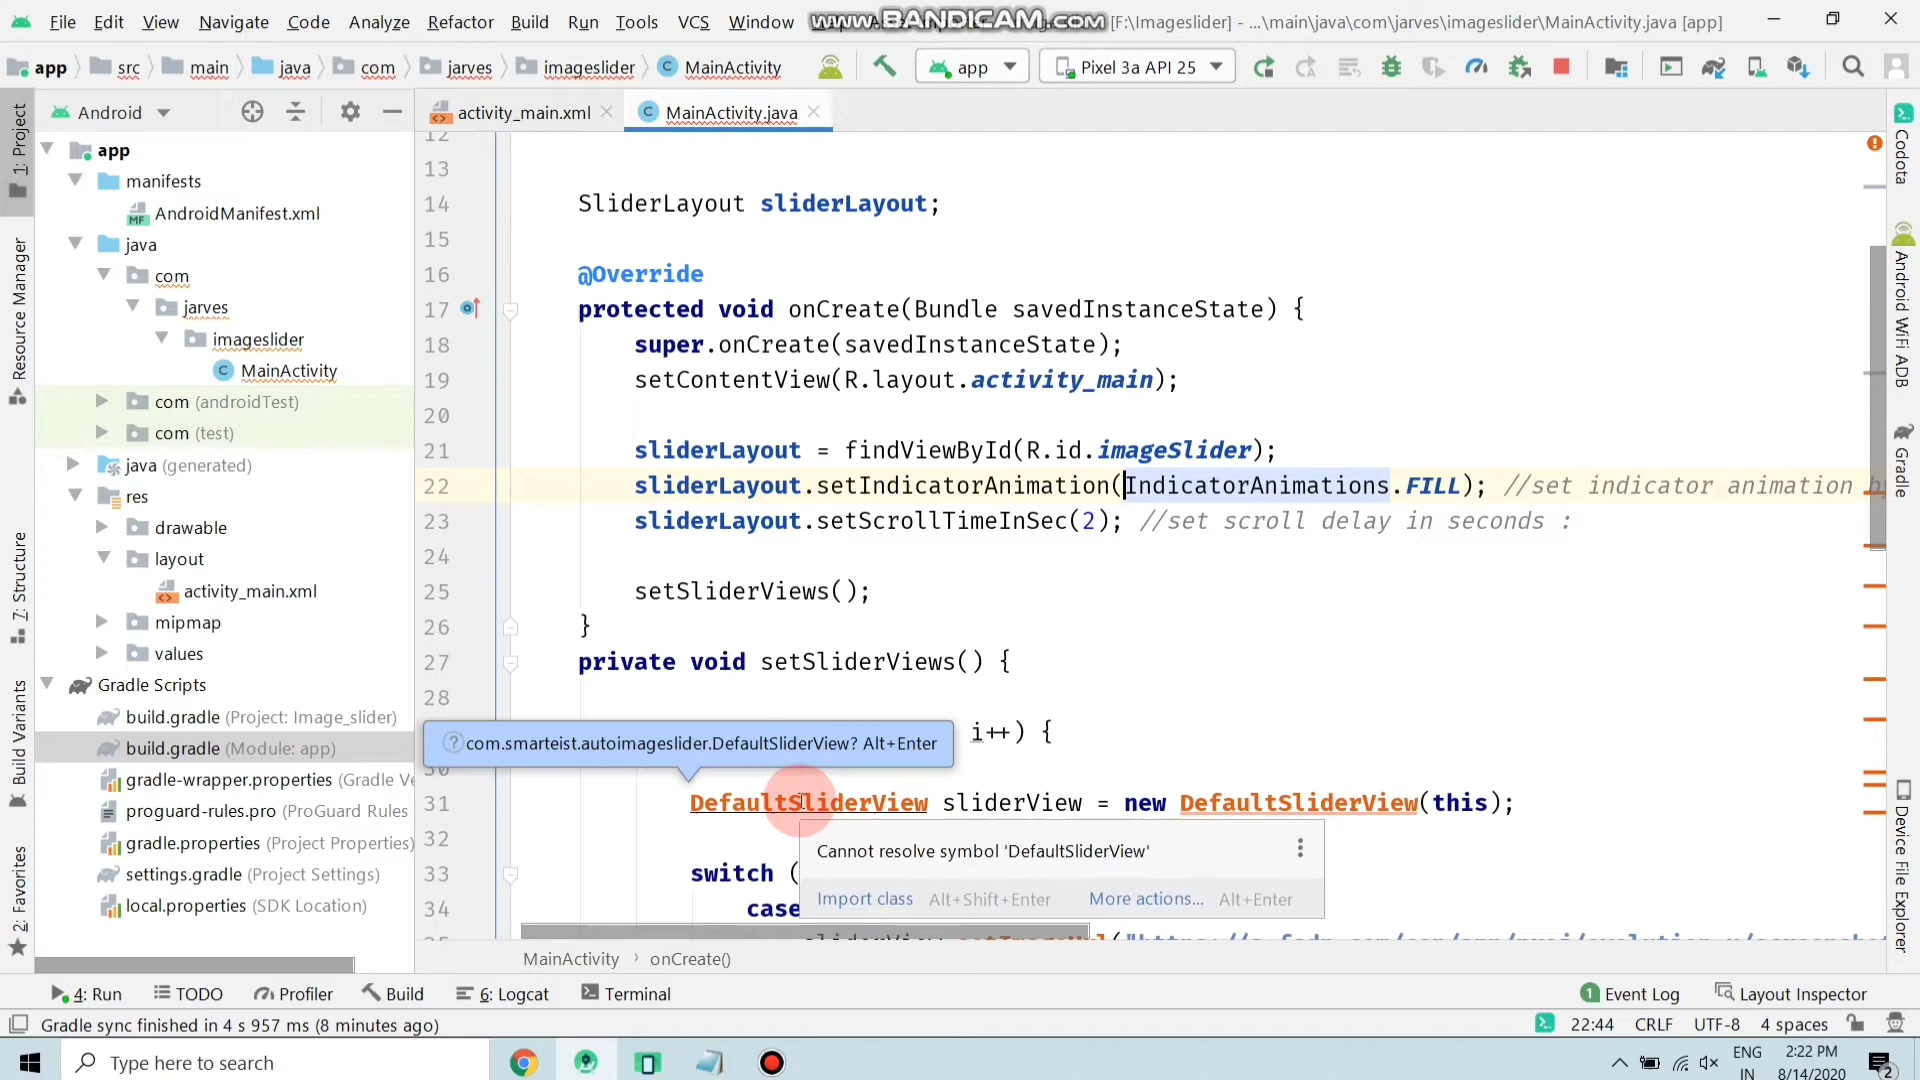 File Edit View Navigate Code Analyze Refactor Build Run Tools VCS Window [F:\Imageslider] - ...\main\java\com\jarves\imageslider\MainActivity.java [app]
www.BANDICAM.com
app src main java com jarves imageslider MainActivity app Pixel 3a API 25
Android
activity_main.xml
MainActivity.java
1: Project
Resource Manager
7: Structure
Build Variants
2: Favorites
app
manifests
AndroidManifest.xml
java
com
jarves
imageslider
MainActivity
com (androidTest)
com (test)
java (generated)
res
drawable
layout
activity_main.xml
mipmap
values
Gradle Scripts
build.gradle (Project: Image_slider)
build.gradle (Module: app)
gradle-wrapper.properties (Gradle Ve
proguard-rules.pro (ProGuard Rules
gradle.properties (Project Properties)
settings.gradle (Project Settings)
local.properties (SDK Location)
12
13
14 SliderLayout sliderLayout;
15
16 @Override
17 protected void onCreate(Bundle savedInstanceState) {
18 super.onCreate(savedInstanceState);
19 setContentView(R.layout.activity_main);
20
21 sliderLayout = findViewById(R.id.imageSlider);
22 sliderLayout.setIndicatorAnimation(IndicatorAnimations.FILL); //set indicator animation b
23 sliderLayout.setScrollTimeInSec(2); //set scroll delay in seconds :
24
25 setSliderViews();
26 }
27 private void setSliderViews() {
28
i++) {
com.smarteist.autoimageslider.DefaultSliderView? Alt+Enter
31 DefaultSliderView sliderView = new DefaultSliderView(this);
32
Cannot resolve symbol 'DefaultSliderView'
33 switch (
Import class Alt+Shift+Enter More actions... Alt+Enter
34 case
MainActivity onCreate()
Codota
Android WiFi ADB
Gradle
Device File Explorer
4: Run TODO Profiler Build 6: Logcat Terminal 1 Event Log Layout Inspector
Gradle sync finished in 4 s 957 ms (8 minutes ago) 22:44 CRLF UTF-8 4 spaces
Type here to search
ENG
IN
2:22 PM
8/14/2020
2